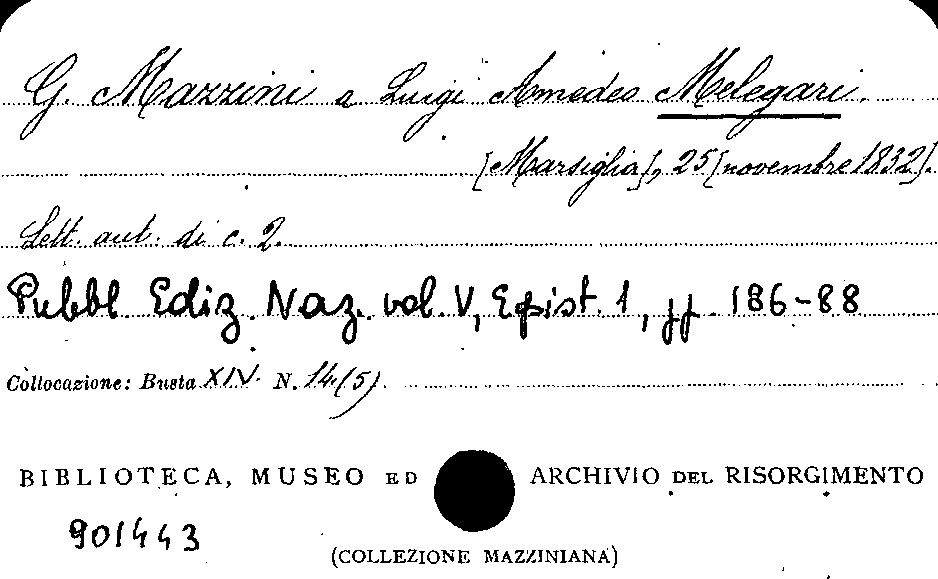 G. Mazzini a Luigi Amedeo Melegari.
[Marsiglia], 25 [novembre 1832].
Lett. aut. di c. 2.
Pubbl. Ediz. Naz. vol. V, Epist. 1, pp. 186-88
Collocazione: Busta XIV. N. 14(5).
BIBLIOTECA, MUSEO ED ARCHIVIO DEL RISORGIMENTO
901443
(COLLEZIONE MAZZINIANA)